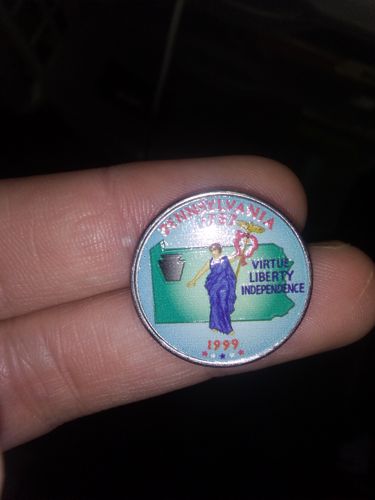 PENNSYLVANIA
1787
VIRTUE
LIBERTY
INDEPENDENCE
1999